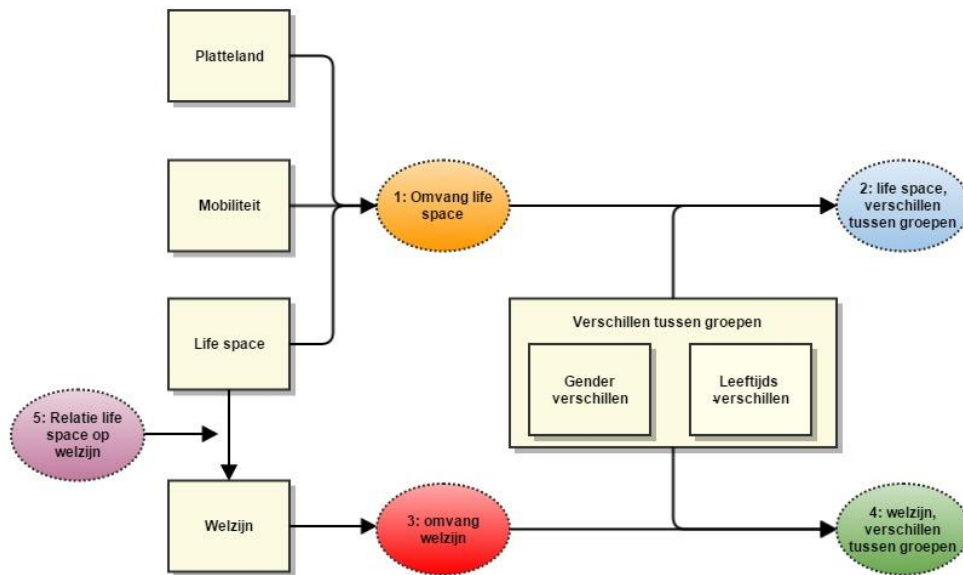 Platteland
Mobiliteit
1: Omvang life
space
2: life space,
verschillen
tussen groepen
Life space
Verschillen tussen groepen
Gender
verschillen
Leeftijds
-verschillen
5: Relatie life
space op
welzijn
Welzijn
3: omvang
welzijn
4: welzijn,
verschillen
tussen groepen